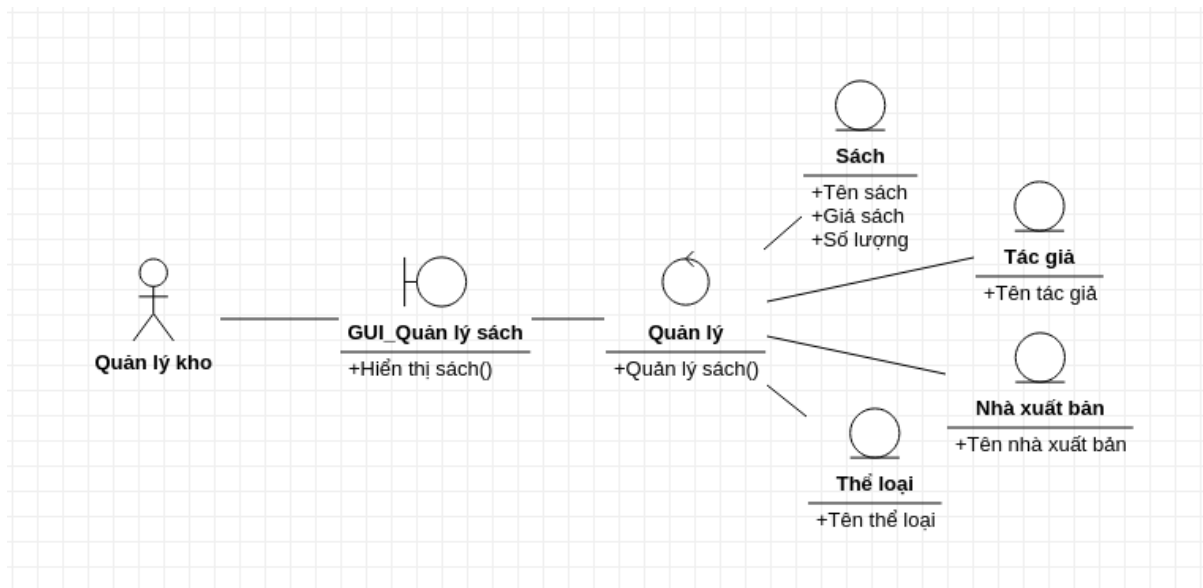 Quản lý kho
GUI_Quản lý sách
+Hiển thị sách()
Quản lý
+Quản lý sách()
Sách
+Tên sách
+Giá sách
+Số lượng
Tác giả
+Tên tác giả
Nhà xuất bản
+Tên nhà xuất bản
Thể loại
+Tên thể loại